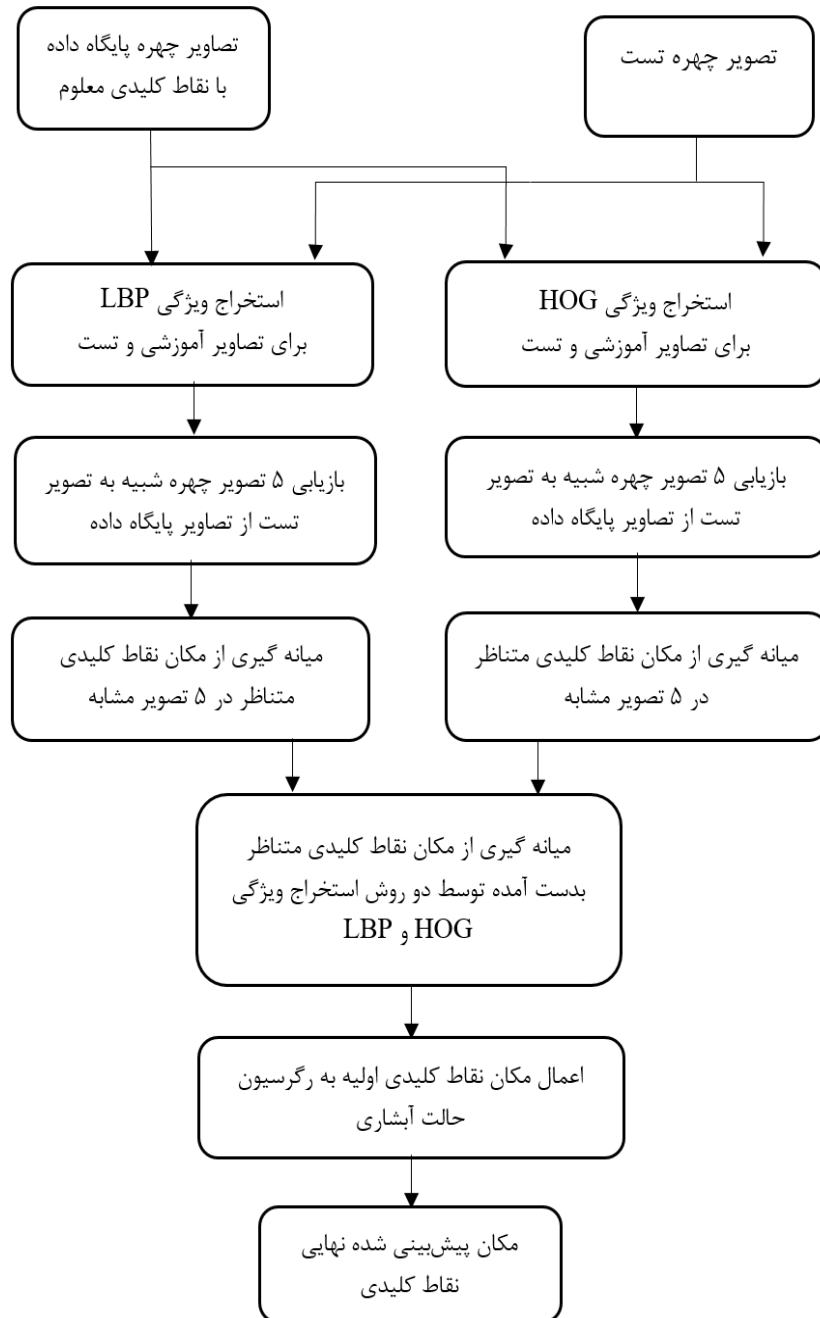 تصاویر چهره پایگاه داده
با نقاط کلیدی معلوم
تصویر چهره تست
استخراج ویژگی LBP
برای تصاویر آموزشی و تست
استخراج ویژگی HOG
برای تصاویر آموزشی و تست
بازیابی ۵ تصویر چهره شبیه به تصویر
تست از تصاویر پایگاه داده
بازیابی ۵ تصویر چهره شبیه به تصویر
تست از تصاویر پایگاه داده
میانه گیری از مکان نقاط کلیدی
متناظر در ۵ تصویر مشابه
میانه گیری از مکان نقاط کلیدی متناظر
در ۵ تصویر مشابه
میانه گیری از مکان نقاط کلیدی متناظر
بدست آمده توسط دو روش استخراج ویژگی
HOG و LBP
اعمال مکان نقاط کلیدی اولیه به رگرسیون
حالت آبشاری
مکان پیش‌بینی شده نهایی
نقاط کلیدی